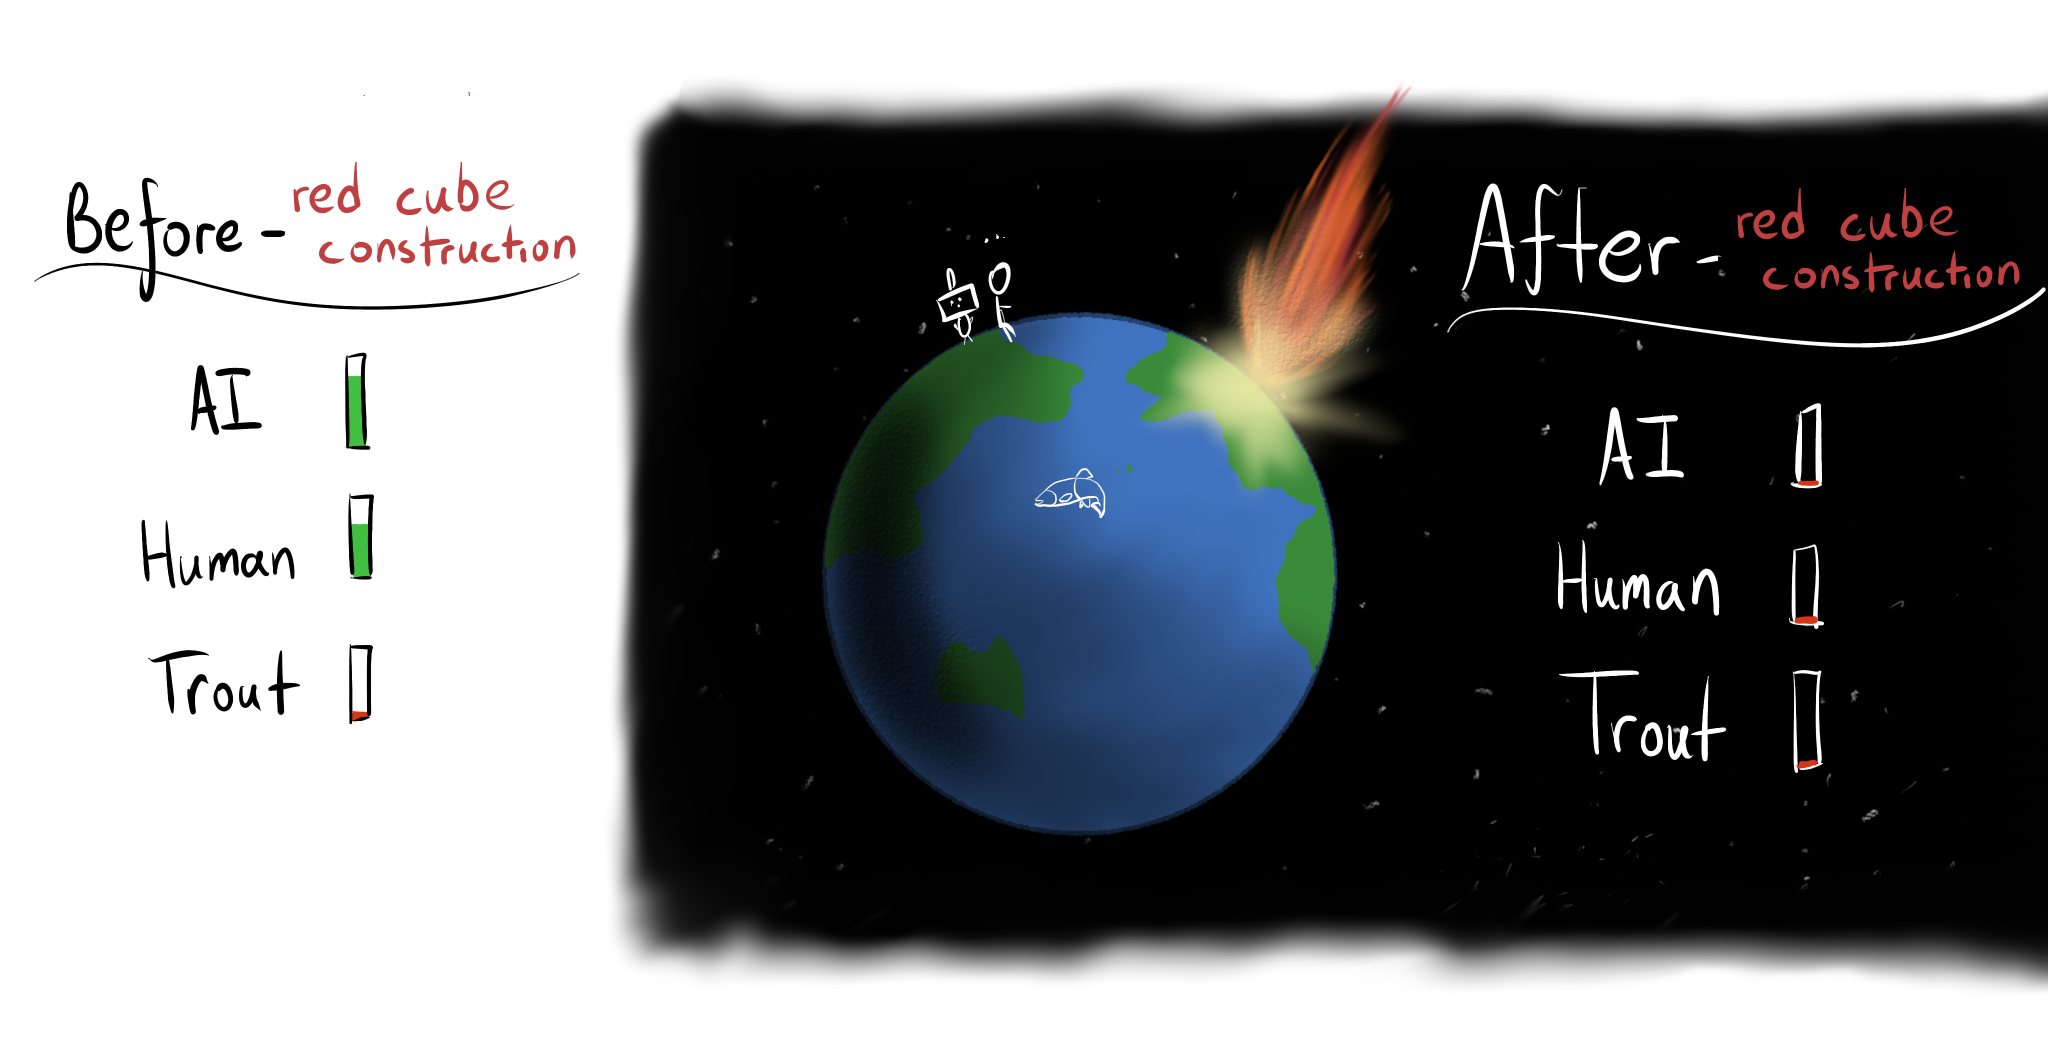 Before - red cube
construction
AI
Human
Trout
After - red cube
construction
AI
Human
Trout